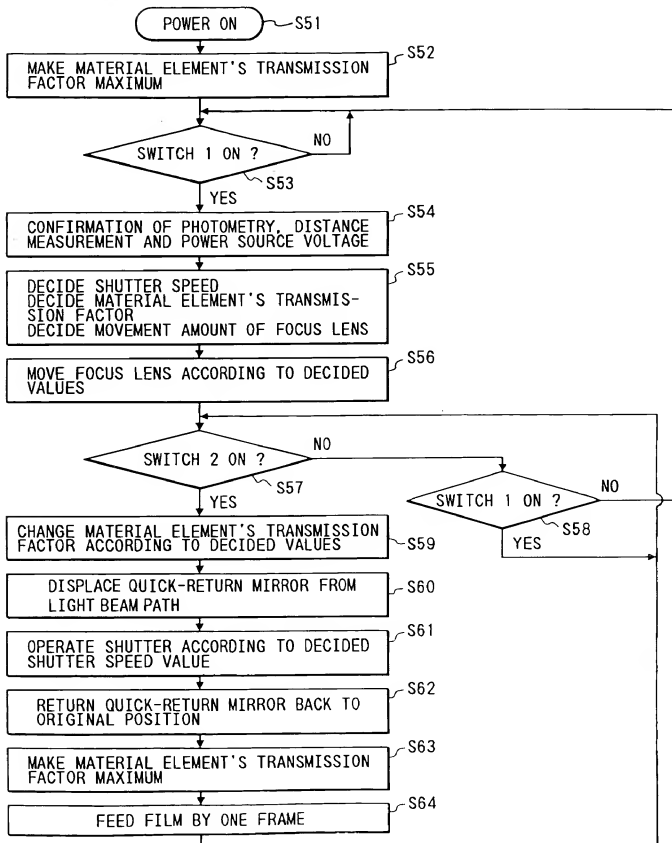 POWER ON
S51
S52
MAKE MATERIAL ELEMENT'S TRANSMISSION
FACTOR MAXIMUM
SWITCH 1 ON ?
NO
S53
YES
S54
CONFIRMATION OF PHOTOMETRY, DISTANCE
MEASUREMENT AND POWER SOURCE VOLTAGE
S55
DECIDE SHUTTER SPEED
DECIDE MATERIAL ELEMENT'S TRANSMIS-
SION FACTOR
DECIDE MOVEMENT AMOUNT OF FOCUS LENS
S56
MOVE FOCUS LENS ACCORDING TO DECIDED
VALUES
SWITCH 2 ON ?
NO
S57
YES
SWITCH 1 ON ?
NO
S58
YES
CHANGE MATERIAL ELEMENT'S TRANSMISSION
FACTOR ACCORDING TO DECIDED VALUES
S59
DISPLACE QUICK-RETURN MIRROR FROM
LIGHT BEAM PATH
S60
S61
OPERATE SHUTTER ACCORDING TO DECIDED
SHUTTER SPEED VALUE
S62
RETURN QUICK-RETURN MIRROR BACK TO
ORIGINAL POSITION
S63
MAKE MATERIAL ELEMENT'S TRANSMISSION
FACTOR MAXIMUM
S64
FEED FILM BY ONE FRAME